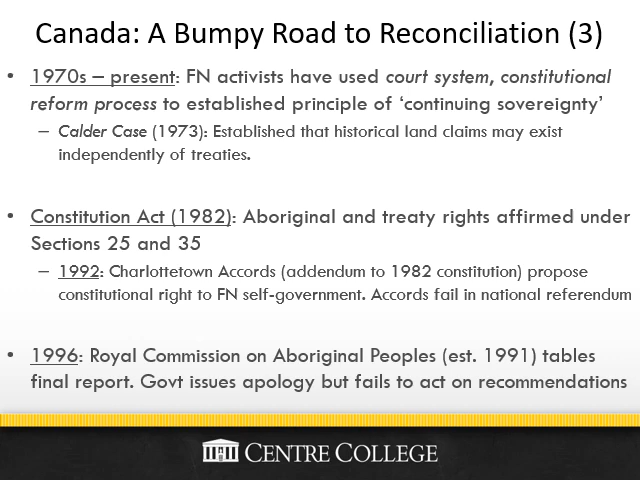 Canada: A Bumpy Road to Reconciliation (3)
• 1970s – present: FN activists have used court system, constitutional
reform process to established principle of ‘continuing sovereignty’
– Calder Case (1973): Established that historical land claims may exist
independently of treaties.
• Constitution Act (1982): Aboriginal and treaty rights affirmed under
Sections 25 and 35
– 1992: Charlottetown Accords (addendum to 1982 constitution) propose
constitutional right to FN self-government. Accords fail in national referendum
• 1996: Royal Commission on Aboriginal Peoples (est. 1991) tables
final report. Govt issues apology but fails to act on recommendations
CENTRE COLLEGE